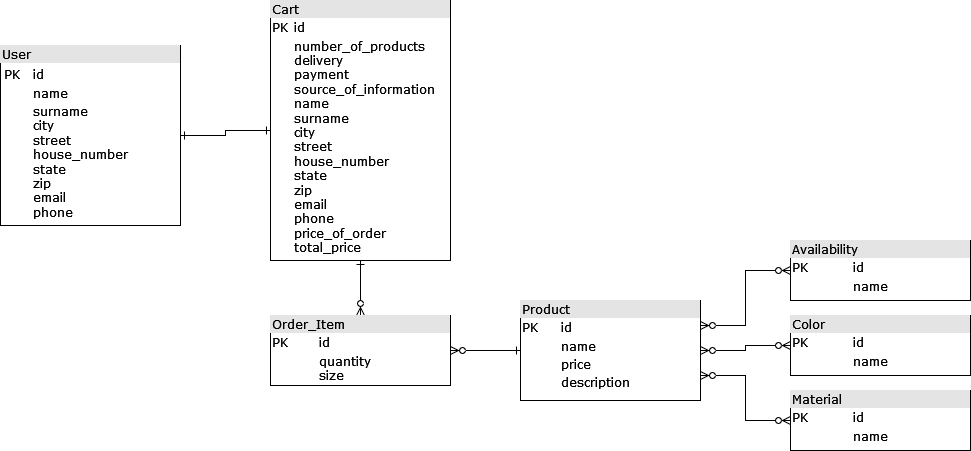 User
PK id
name
surname
city
street
house_number
state
zip
email
phone
Cart
PK id
number_of_products
delivery
payment
source_of_information
name
surname
city
street
house_number
state
zip
email
phone
price_of_order
total_price
Order_Item
PK id
quantity
size
Product
PK id
name
price
description
Availability
PK id
name
Color
PK id
name
Material
PK id
name